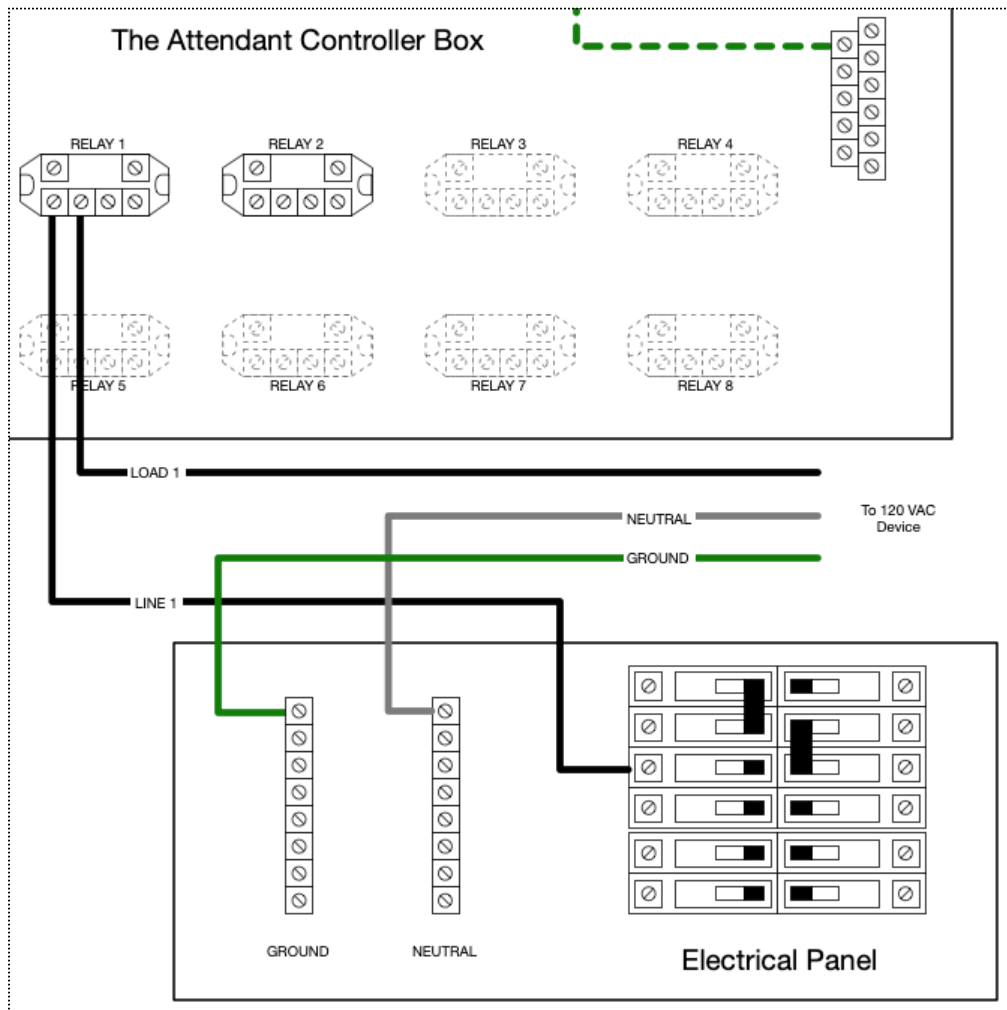 The Attendant Controller Box
RELAY 1
RELAY 2
RELAY 3
RELAY 4
RELAY 5
RELAY 6
RELAY 7
RELAY 8
LOAD 1
NEUTRAL
To 120 VAC
Device
GROUND
LINE 1
GROUND
NEUTRAL
Electrical Panel